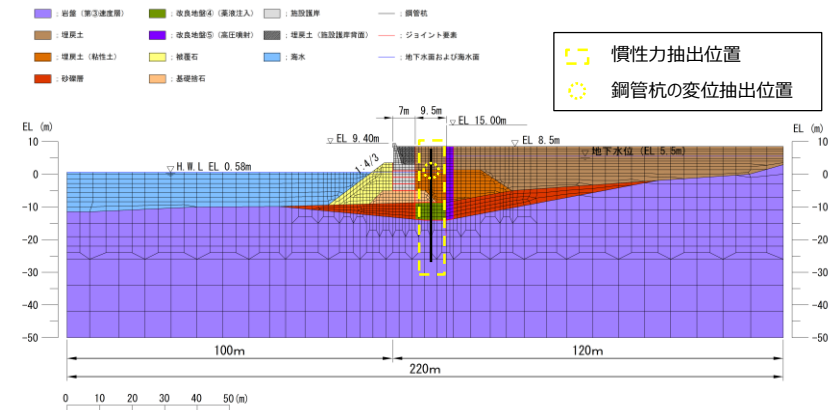 : 岩盤（第③速度層） : 改良地盤④（薬液注入） : 施設護岸 : 鋼管杭
: 埋戻土 : 改良地盤⑤（高圧噴射） : 埋戻土（施設護岸背面） : ジョイント要素
: 埋戻土（粘性土） : 被覆石 : 海水 : 地下水面および海水面
: 砂礫層 : 基礎捨石
慣性力抽出位置
鋼管杭の変位抽出位置
7m 9.5m
▽ EL 15.00m
EL (m) ▽ EL 9.40m ▽ EL 8.5m EL (m)
10 10
地下水位 (EL 5.5m)
H.W.L EL 0.58m 1:4/3
0 0
-10 -10
-20 -20
-30 -30
-40 -40
-50 -50
100m 120m
220m
0 10 20 30 40 50 (m)